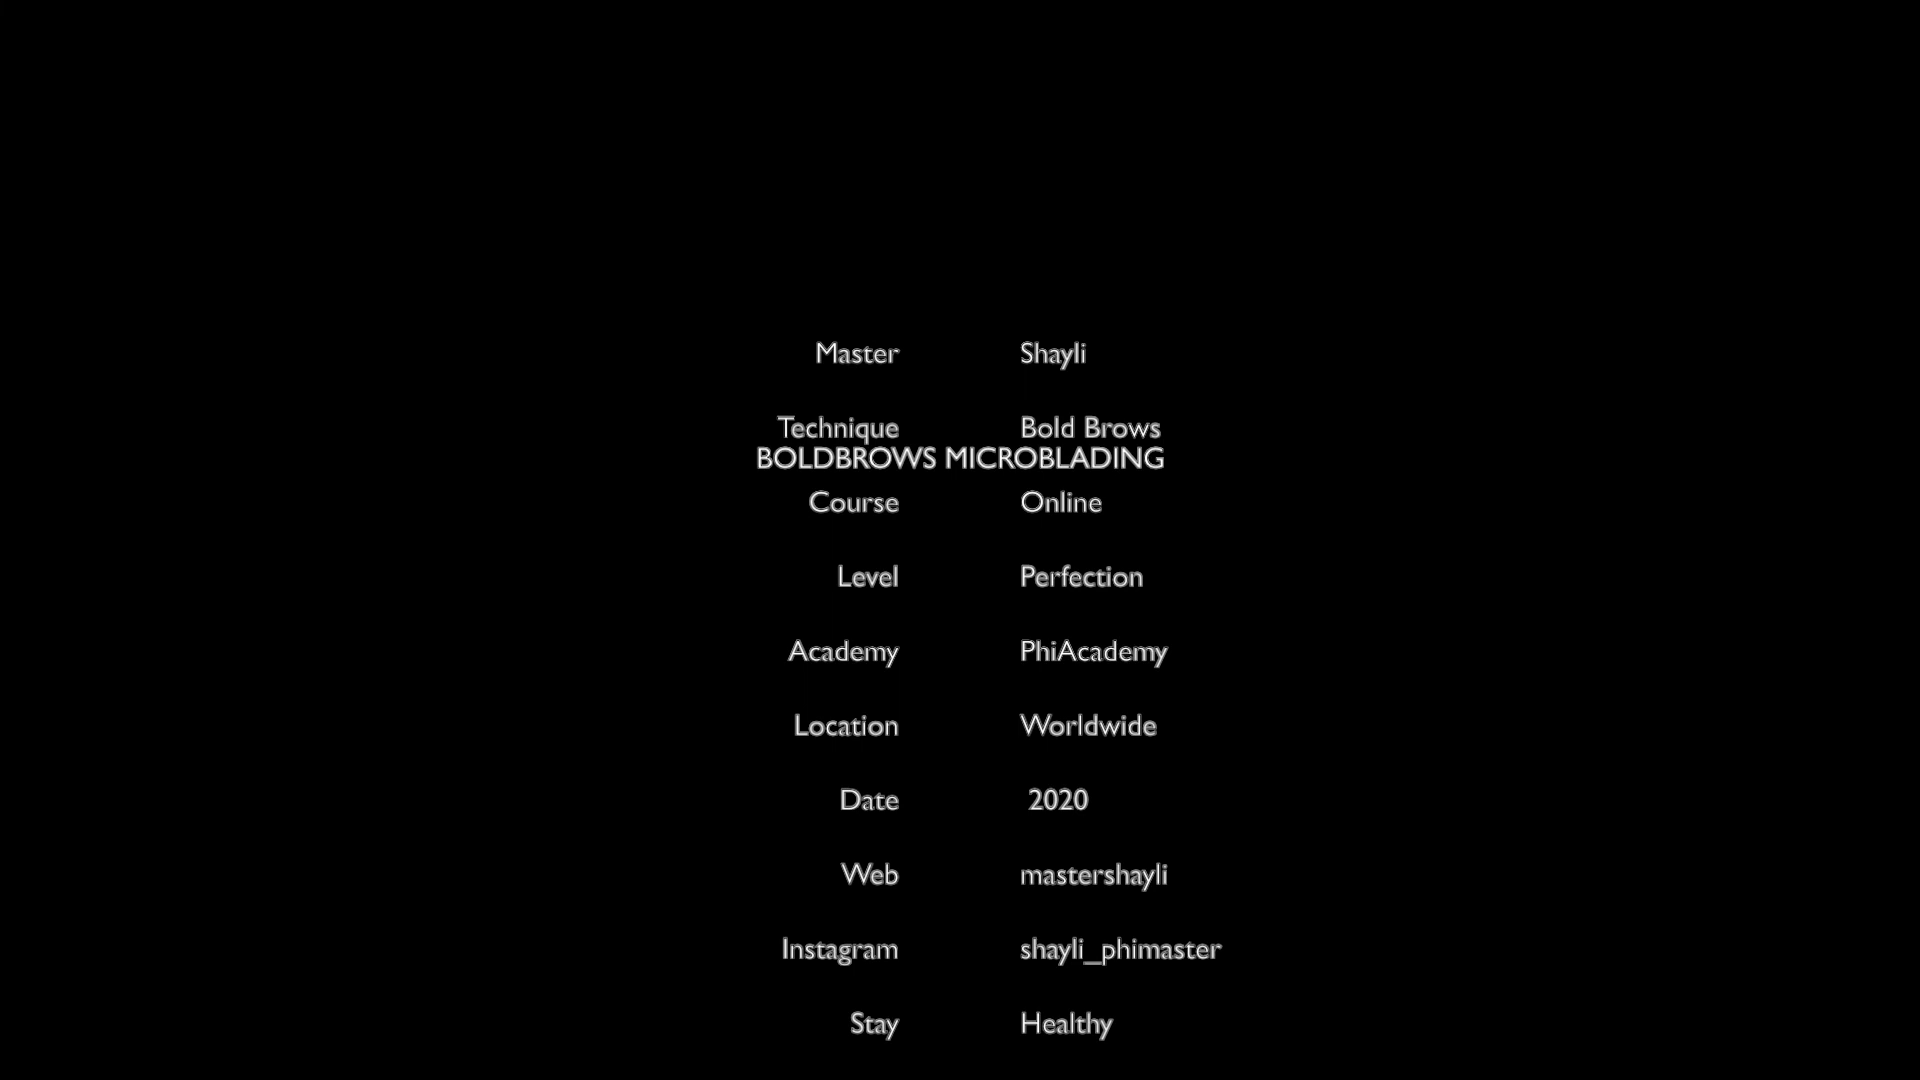 Master Shayli
Technique Bold Brows
BOLDBROWS MICROBLADING
Course Online
Level Perfection
Academy PhiAcademy
Location Worldwide
Date 2020
Web mastershayli
Instagram shayli_phimaster
Stay Healthy